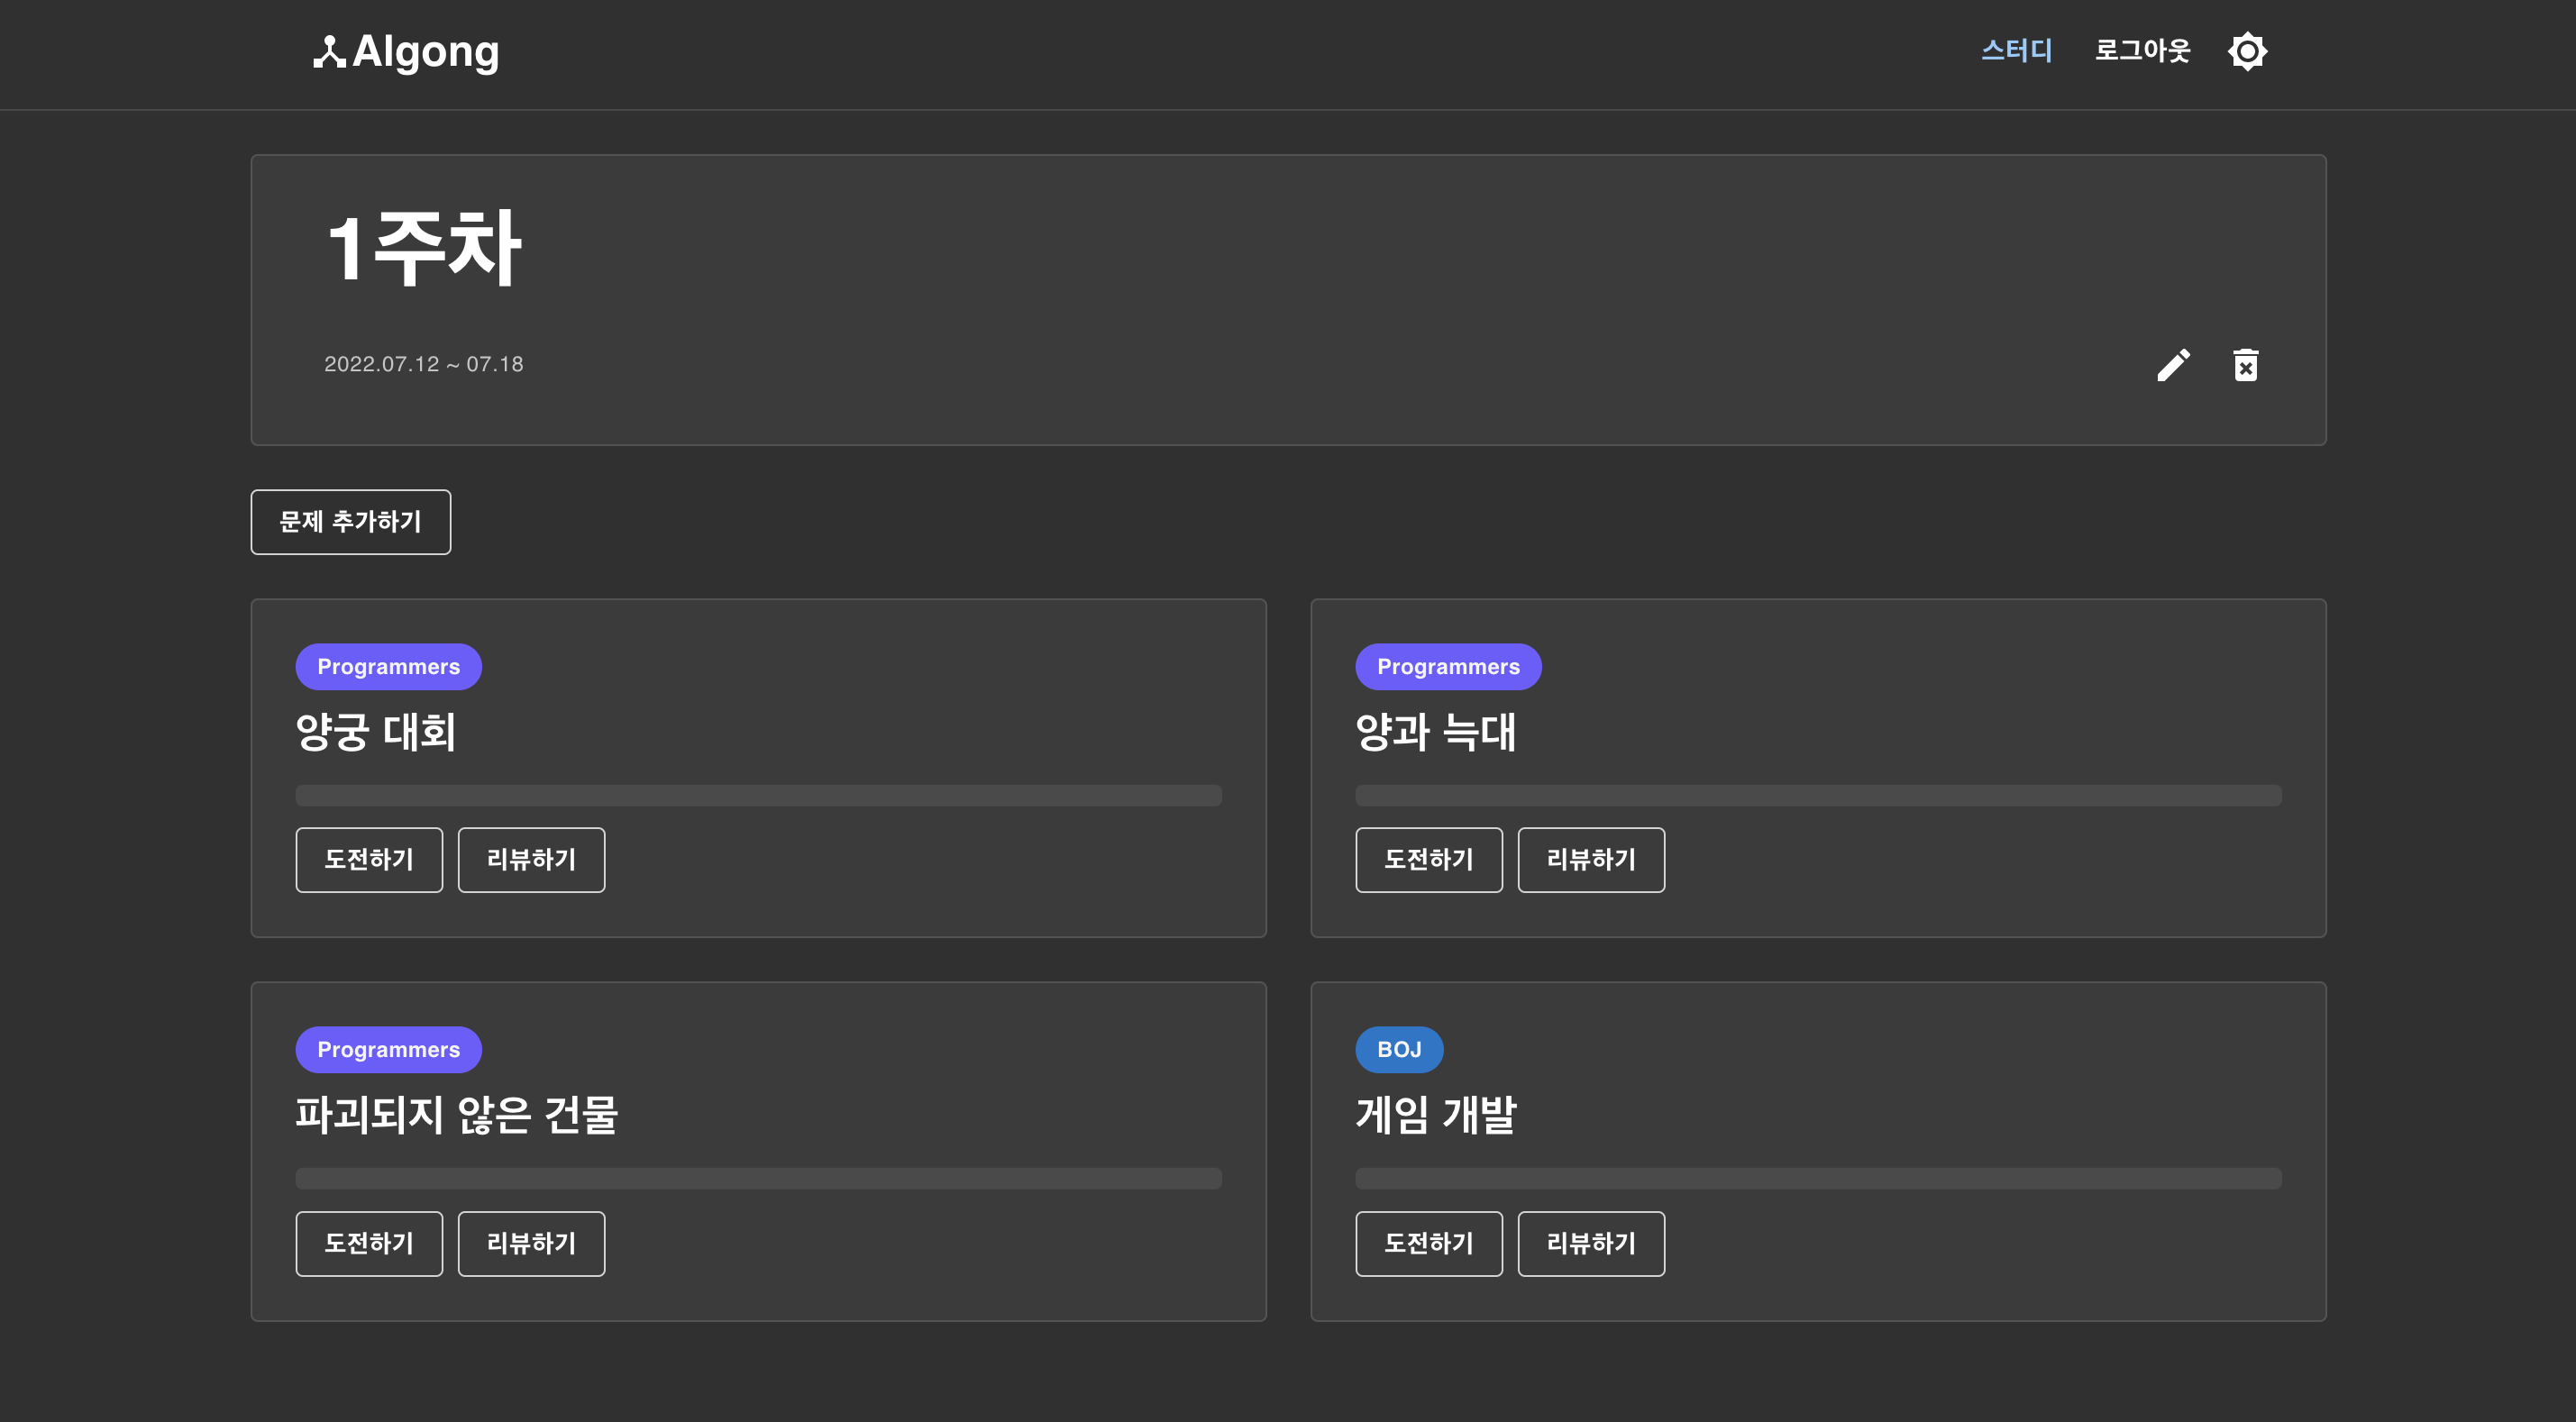 Algong
스터디 로그아웃
1주차
2022.07.12 ~ 07.18
문제 추가하기
Programmers
양궁 대회
도전하기 리뷰하기
Programmers
양과 늑대
도전하기 리뷰하기
Programmers
파괴되지 않은 건물
도전하기 리뷰하기
BOJ
게임 개발
도전하기 리뷰하기